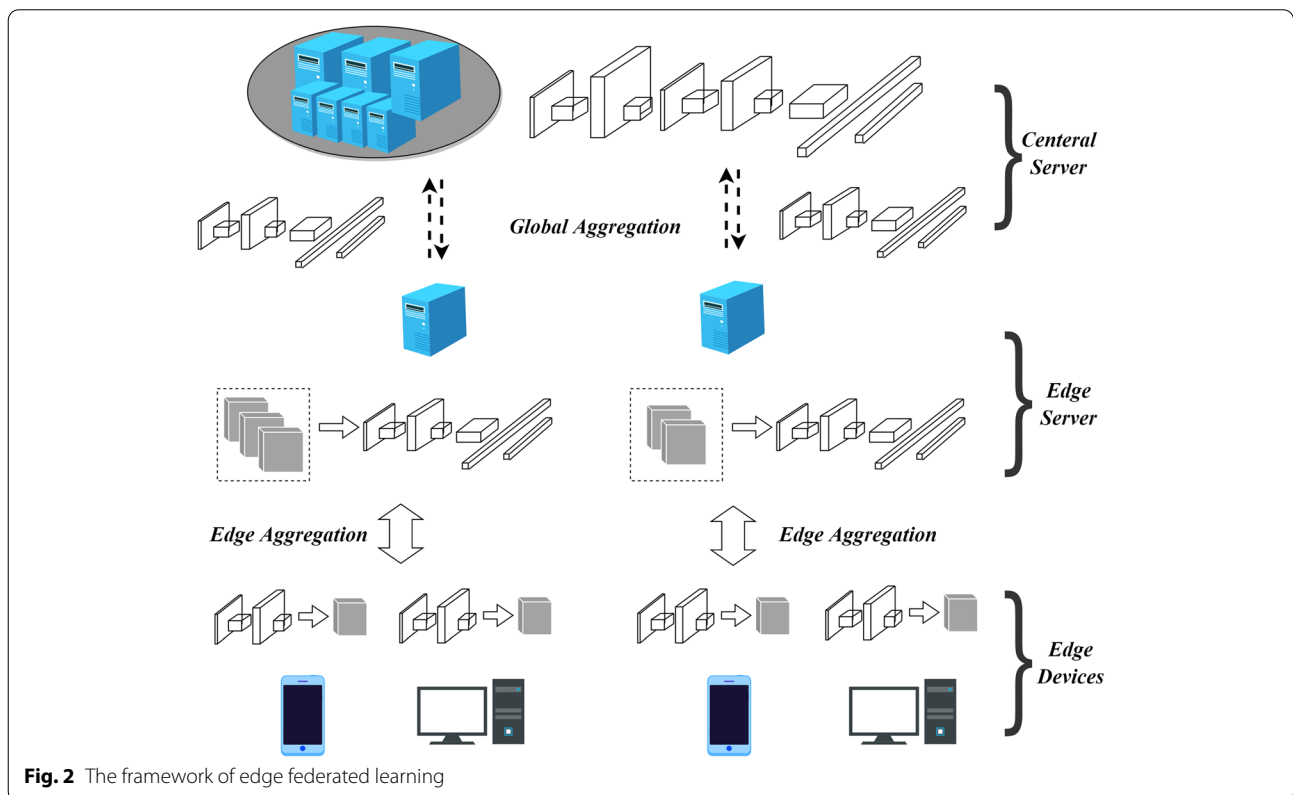 Centeral
Server
Global Aggregation
Edge
Server
Edge Aggregation
Edge Aggregation
Edge
Devices
Fig. 2 The framework of edge federated learning